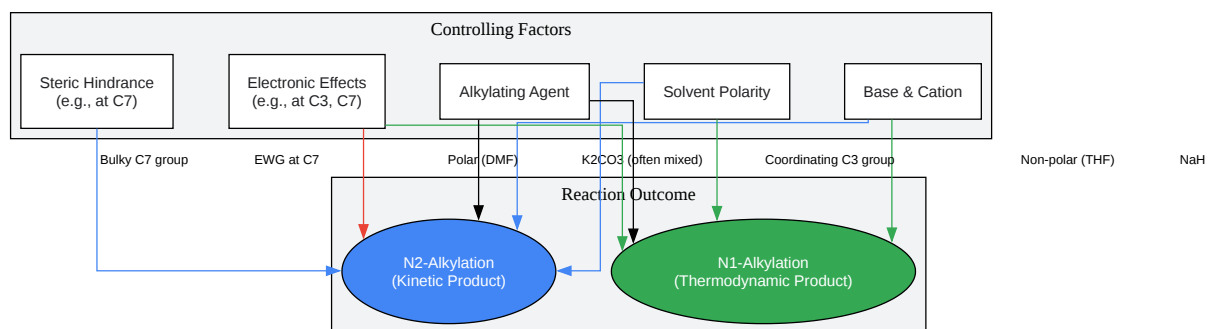 Controlling Factors
Steric Hindrance
(e.g., at C7)
Electronic Effects
(e.g., at C3, C7)
Alkylating Agent
Solvent Polarity
Base & Cation
Bulky C7 group
EWG at C7
Polar (DMF)
K2CO3 (often mixed)
Coordinating C3 group
Non-polar (THF)
NaH
Reaction Outcome
N2-Alkylation
(Kinetic Product)
N1-Alkylation
(Thermodynamic Product)